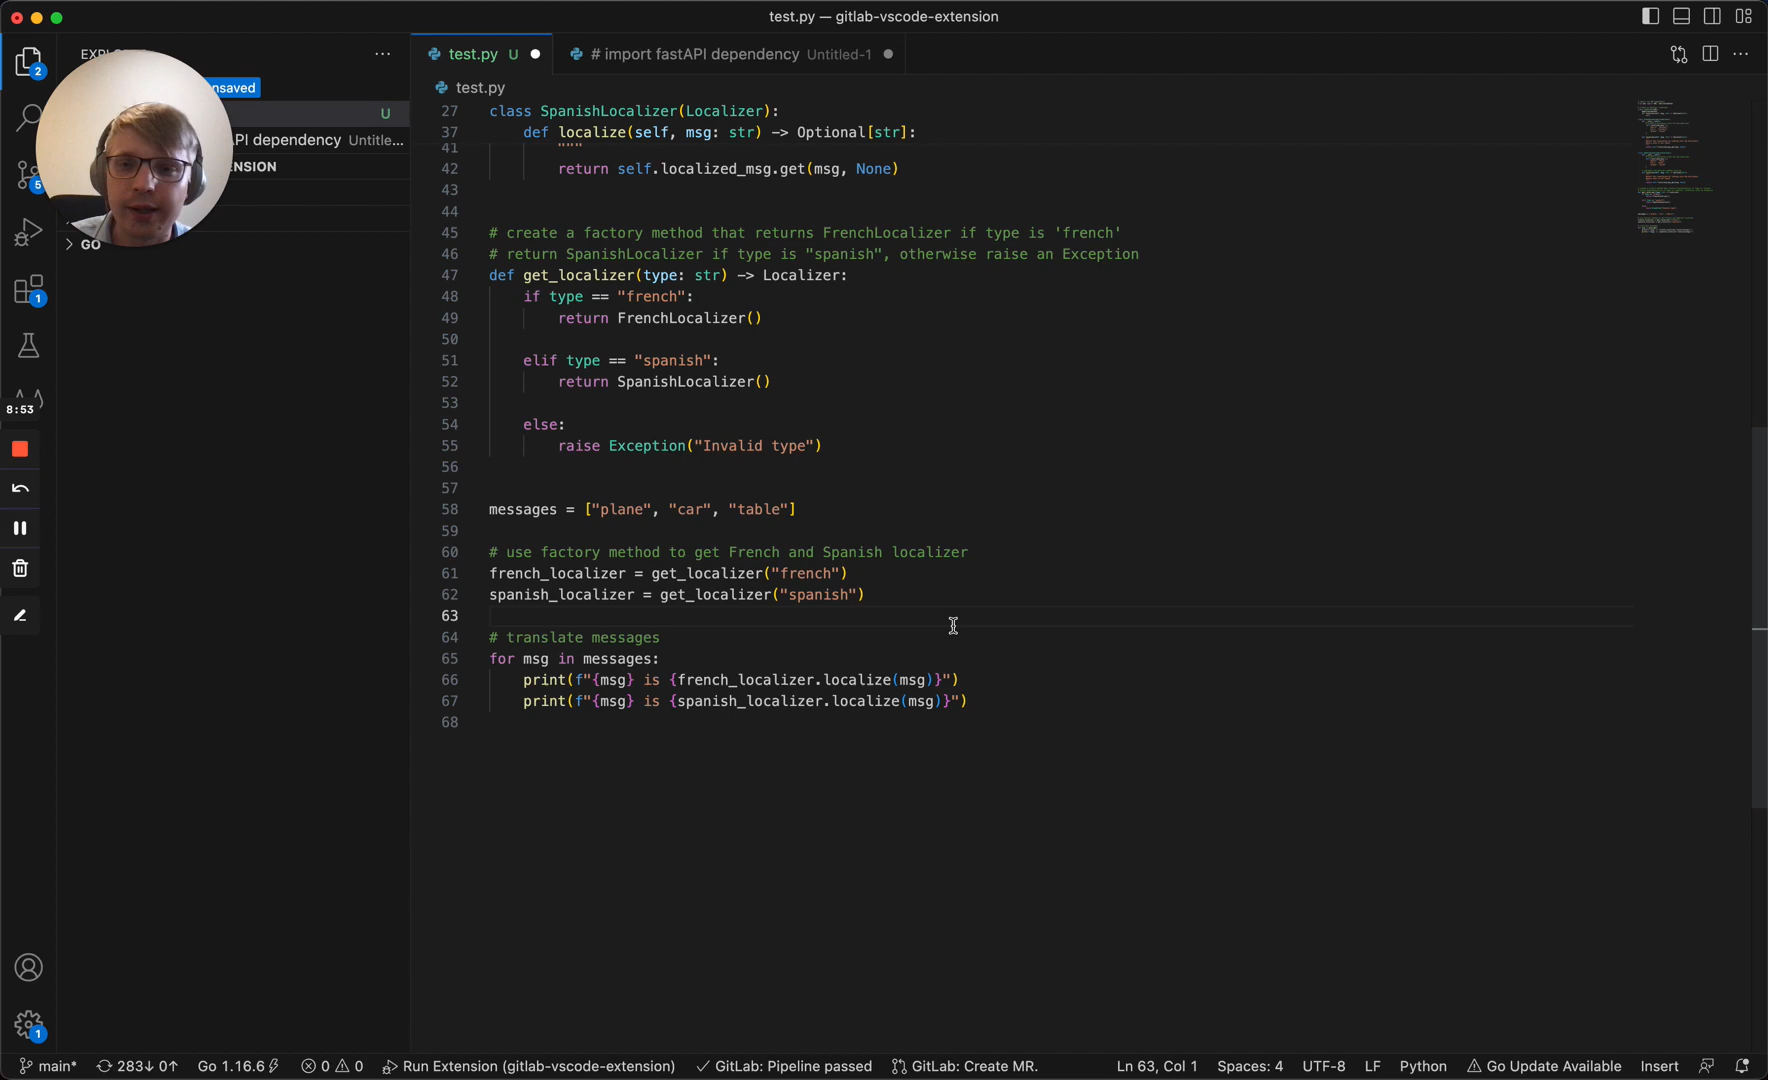 test.py — gitlab-vscode-extension
2
5
1
8:53
1
EXPL
nsaved
U
PI dependency Untitle...
ENSION
GO
test.py U
# import fastAPI dependency Untitled-1
test.py
27 class SpanishLocalizer(Localizer):
37 def localize(self, msg: str) -> Optional[str]:
41 """
42 return self.localized_msg.get(msg, None)
43
44
45 # create a factory method that returns FrenchLocalizer if type is 'french'
46 # return SpanishLocalizer if type is "spanish", otherwise raise an Exception
47 def get_localizer(type: str) -> Localizer:
48 if type == "french":
49 return FrenchLocalizer()
50
51 elif type == "spanish":
52 return SpanishLocalizer()
53
54 else:
55 raise Exception("Invalid type")
56
57
58 messages = ["plane", "car", "table"]
59
60 # use factory method to get French and Spanish localizer
61 french_localizer = get_localizer("french")
62 spanish_localizer = get_localizer("spanish")
63
64 # translate messages
65 for msg in messages:
66 print(f"{msg} is {french_localizer.localize(msg)}")
67 print(f"{msg} is {spanish_localizer.localize(msg)}")
68
main* 283↓ 0↑ Go 1.16.6 0 0 Run Extension (gitlab-vscode-extension) GitLab: Pipeline passed GitLab: Create MR. Ln 63, Col 1 Spaces: 4 UTF-8 LF Python Go Update Available Insert